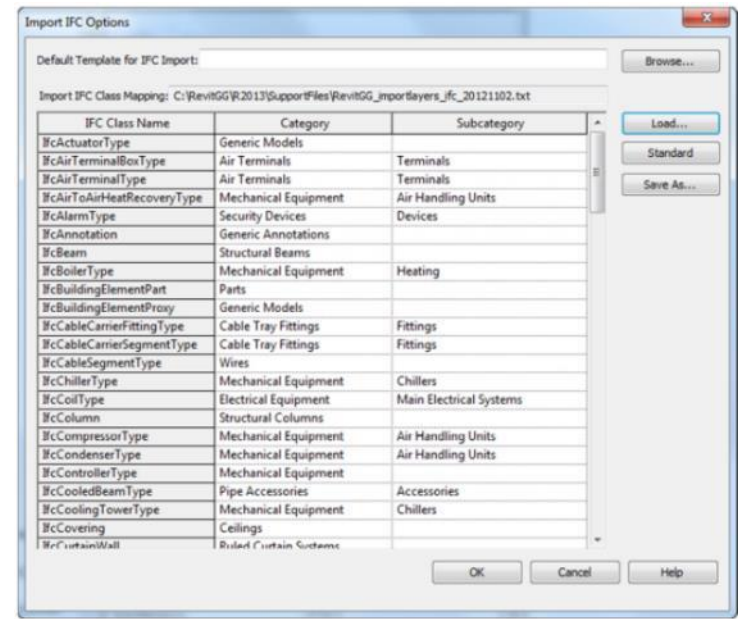 Import IFC Options
Default Template for IFC Import:
Browse...
Import IFC Class Mapping: C:\RevitGG\R2013\SupportFiles\RevitGG_importlayers_ifc_20121102.txt
IFC Class Name Category Subcategory
Load...
IfcActuatorType Generic Models
IfcAirTerminalBoxType Air Terminals Terminals
Standard
IfcAirTerminalType Air Terminals Terminals
IfcAirToAirHeatRecoveryType Mechanical Equipment Air Handling Units
Save As...
IfcAlarmType Security Devices Devices
IfcAnnotation Generic Annotations
IfcBeam Structural Beams
IfcBoilerType Mechanical Equipment Heating
IfcBuildingElementPart Parts
IfcBuildingElementProxy Generic Models
IfcCableCarrierFittingType Cable Tray Fittings Fittings
IfcCableCarrierSegmentType Cable Tray Fittings Fittings
IfcCableSegmentType Wires
IfcChillerType Mechanical Equipment Chillers
IfcCoilType Electrical Equipment Main Electrical Systems
IfcColumn Structural Columns
IfcCompressorType Mechanical Equipment Air Handling Units
IfcCondenserType Mechanical Equipment Air Handling Units
IfcControllerType Mechanical Equipment
IfcCooledBeamType Pipe Accessories Accessories
IfcCoolingTowerType Mechanical Equipment Chillers
IfcCovering Ceilings
IfcCurtainWall Ruled Curtain Systems
OK Cancel Help